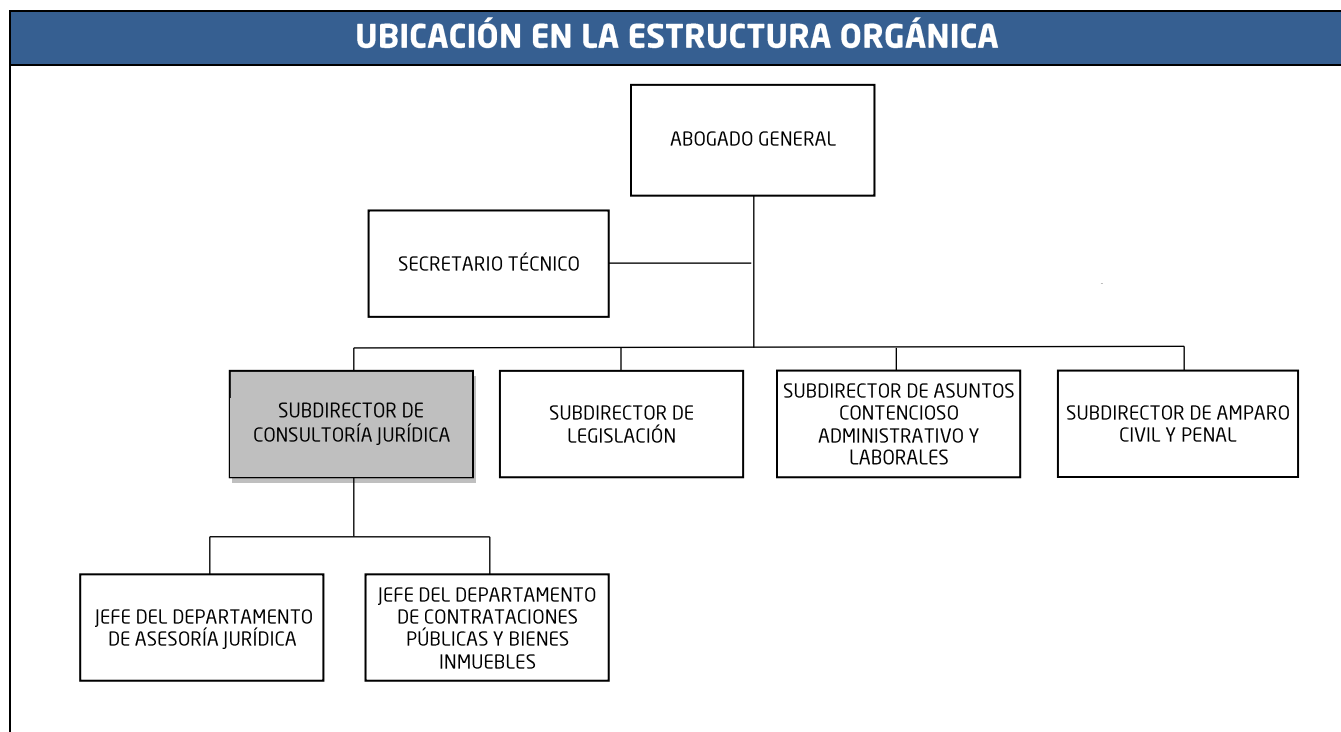 UBICACIÓN EN LA ESTRUCTURA ORGÁNICA
ABOGADO GENERAL
SECRETARIO TÉCNICO
SUBDIRECTOR DE
CONSULTORÍA JURÍDICA
SUBDIRECTOR DE
LEGISLACIÓN
SUBDIRECTOR DE ASUNTOS
CONTENCIOSO
ADMINISTRATIVO Y
LABORALES
SUBDIRECTOR DE AMPARO
CIVIL Y PENAL
JEFE DEL DEPARTAMENTO
DE ASESORÍA JURÍDICA
JEFE DEL DEPARTAMENTO
DE CONTRATACIONES
PÚBLICAS Y BIENES
INMUEBLES